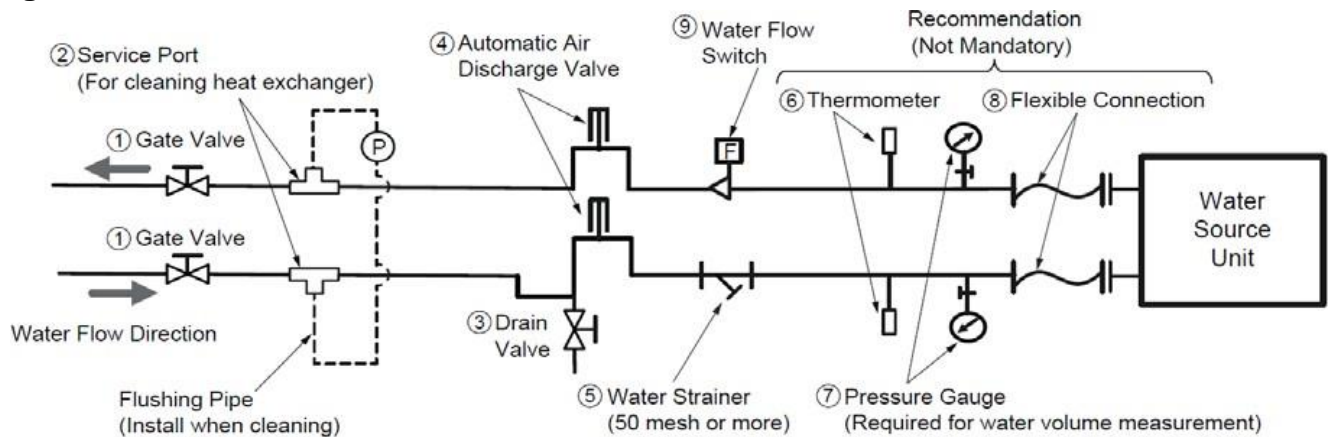 Recommendation
(Not Mandatory)
② Service Port
(For cleaning heat exchanger)
④ Automatic Air
Discharge Valve
⑨ Water Flow
Switch
⑥ Thermometer
⑧ Flexible Connection
① Gate Valve
P
F
Water
Source
Unit
① Gate Valve
Water Flow Direction
③ Drain
Valve
Flushing Pipe
(Install when cleaning)
⑤ Water Strainer
(50 mesh or more)
⑦ Pressure Gauge
(Required for water volume measurement)